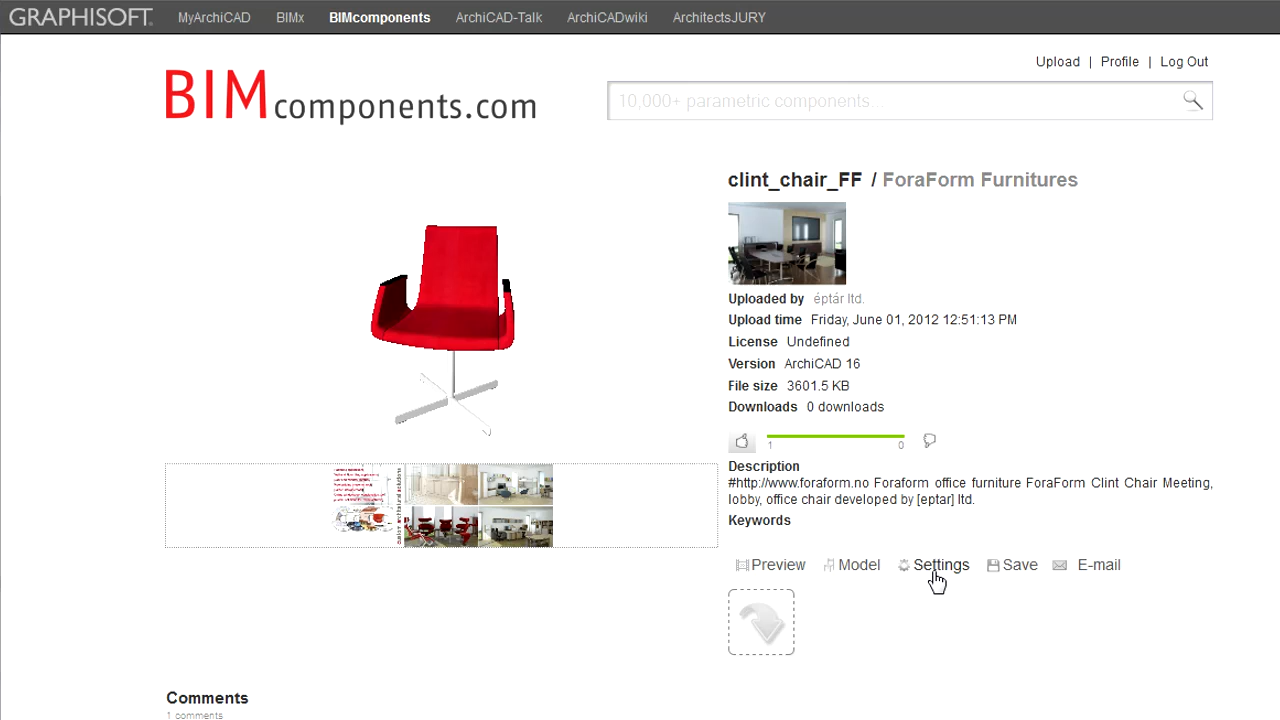 GRAPHISOFT. MyArchiCAD BIMx BIMcomponents ArchiCAD-Talk ArchiCADwiki ArchitectsJURY
Upload | Profile | Log Out
BIMcomponents.com
10,000+ parametric components..
clint_chair_FF / ForaForm Furnitures
Uploaded by éptár ltd.
Upload time Friday, June 01, 2012 12:51:13 PM
License Undefined
Version ArchiCAD 16
File size 3601.5 KB
Downloads 0 downloads
1 0
Description
#http://www.foraform.no Foraform office furniture ForaForm Clint Chair Meeting,
lobby, office chair developed by [eptar] ltd.
Keywords
Preview Model Settings Save E-mail
Comments
1 comments